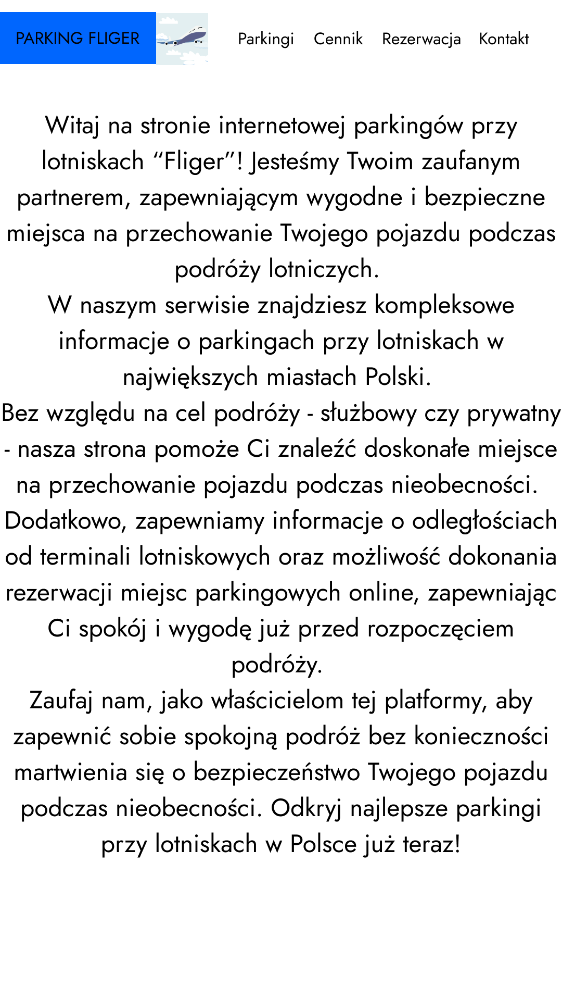 PARKING FLIGER
Parkingi Cennik Rezerwacja Kontakt
Witaj na stronie internetowej parkingów przy
lotniskach “Fliger”! Jesteśmy Twoim zaufanym
partnerem, zapewniającym wygodne i bezpieczne
miejsca na przechowanie Twojego pojazdu podczas
podróży lotniczych.
W naszym serwisie znajdziesz kompleksowe
informacje o parkingach przy lotniskach w
największych miastach Polski.
Bez względu na cel podróży - służbowy czy prywatny
- nasza strona pomoże Ci znaleźć doskonałe miejsce
na przechowanie pojazdu podczas nieobecności.
Dodatkowo, zapewniamy informacje o odległościach
od terminali lotniskowych oraz możliwość dokonania
rezerwacji miejsc parkingowych online, zapewniając
Ci spokój i wygodę już przed rozpoczęciem
podróży.
Zaufaj nam, jako właścicielom tej platformy, aby
zapewnić sobie spokojną podróż bez konieczności
martwienia się o bezpieczeństwo Twojego pojazdu
podczas nieobecności. Odkryj najlepsze parkingi
przy lotniskach w Polsce już teraz!